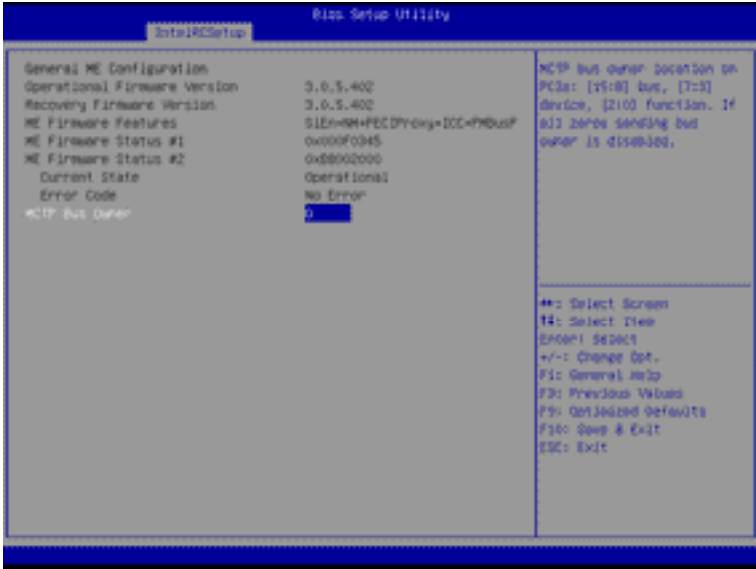 Bios Setup Utility
IntelRCSetup
General ME Configuration
Operational Firmware Version 3.0.5.402
Recovery Firmware Version 3.0.5.402
ME Firmware Features SiEn+NM+PECIProxy+ICC+PMBusP
ME Firmware Status #1 0x000F0345
ME Firmware Status #2 0x88002000
Current State Operational
Error Code No Error
MCTP Bus Owner 0
MCTP bus owner location on
PCIe: [15:8] bus, [7:3]
device, [2:0] function. If
all zeros sending bus
owner is disabled.
Select Screen
Select Item
Enter: Select
+/-: Change Opt.
F1: General Help
F3: Previous Values
F9: Optimized Defaults
F10: Save & Exit
ESC: Exit